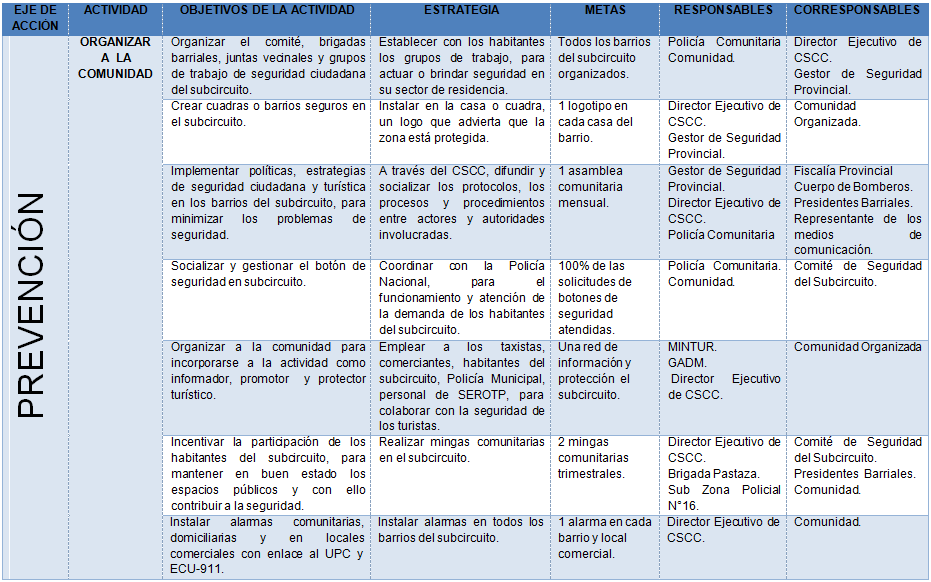 EJE DE
ACCIÓN
ACTIVIDAD
OBJETIVOS DE LA ACTIVIDAD
ESTRATEGIA
METAS
RESPONSABLES
CORRESPONSABLES
PREVENCIÓN
ORGANIZAR
A LA
COMUNIDAD
Organizar el comité, brigadas
barriales, juntas vecinales y grupos
de trabajo de seguridad ciudadana
del subcircuito.
Establecer con los habitantes
los grupos de trabajo, para
actuar o brindar seguridad en
su sector de residencia.
Todos los barrios
del subcircuito
organizados.
Policía Comunitaria
Comunidad.
Director Ejecutivo de
CSCC.
Gestor de Seguridad
Provincial.
Crear cuadras o barrios seguros en
el subcircuito.
Instalar en la casa o cuadra,
un logo que advierta que la
zona está protegida.
1 logotipo en
cada casa del
barrio.
Director Ejecutivo de
CSCC.
Gestor de Seguridad
Provincial.
Comunidad
Organizada.
Implementar políticas, estrategias
de seguridad ciudadana y turística
en los barrios del subcircuito, para
minimizar los problemas de
seguridad.
A través del CSCC, difundir y
socializar los protocolos, los
procesos y procedimientos
entre actores y autoridades
involucradas.
1 asamblea
comunitaria
mensual.
Gestor de Seguridad
Provincial.
Director Ejecutivo de
CSCC.
Policía Comunitaria
Fiscalía Provincial
Cuerpo de Bomberos.
Presidentes Barriales.
Representante de los
medios de
comunicación.
Socializar y gestionar el botón de
seguridad en subcircuito.
Coordinar con la Policía
Nacional, para el
funcionamiento y atención de
la demanda de los habitantes
del subcircuito.
100% de las
solicitudes de
botones de
seguridad
atendidas.
Policía Comunitaria.
Comunidad.
Comité de Seguridad
del Subcircuito.
Organizar a la comunidad para
incorporarse a la actividad como
informador, promotor y protector
turístico.
Emplear a los taxistas,
comerciantes, habitantes del
subcircuito, Policía Municipal,
personal de SEROTP, para
colaborar con la seguridad de
los turistas.
Una red de
información y
protección el
subcircuito.
MINTUR.
GADM.
Director Ejecutivo
de CSCC.
Comunidad Organizada
Incentivar la participación de los
habitantes del subcircuito, para
mantener en buen estado los
espacios públicos y con ello
contribuir a la seguridad.
Realizar mingas comunitarias
en el subcircuito.
2 mingas
comunitarias
trimestrales.
Director Ejecutivo de
CSCC.
Brigada Pastaza.
Sub Zona Policial
N°16.
Comité de Seguridad
del Subcircuito.
Presidentes Barriales.
Comunidad.
Instalar alarmas comunitarias,
domiciliarias y en locales
comerciales con enlace al UPC y
ECU-911.
Instalar alarmas en todos los
barrios del subcircuito.
1 alarma en cada
barrio y local
comercial.
Director Ejecutivo de
CSCC.
Comunidad.